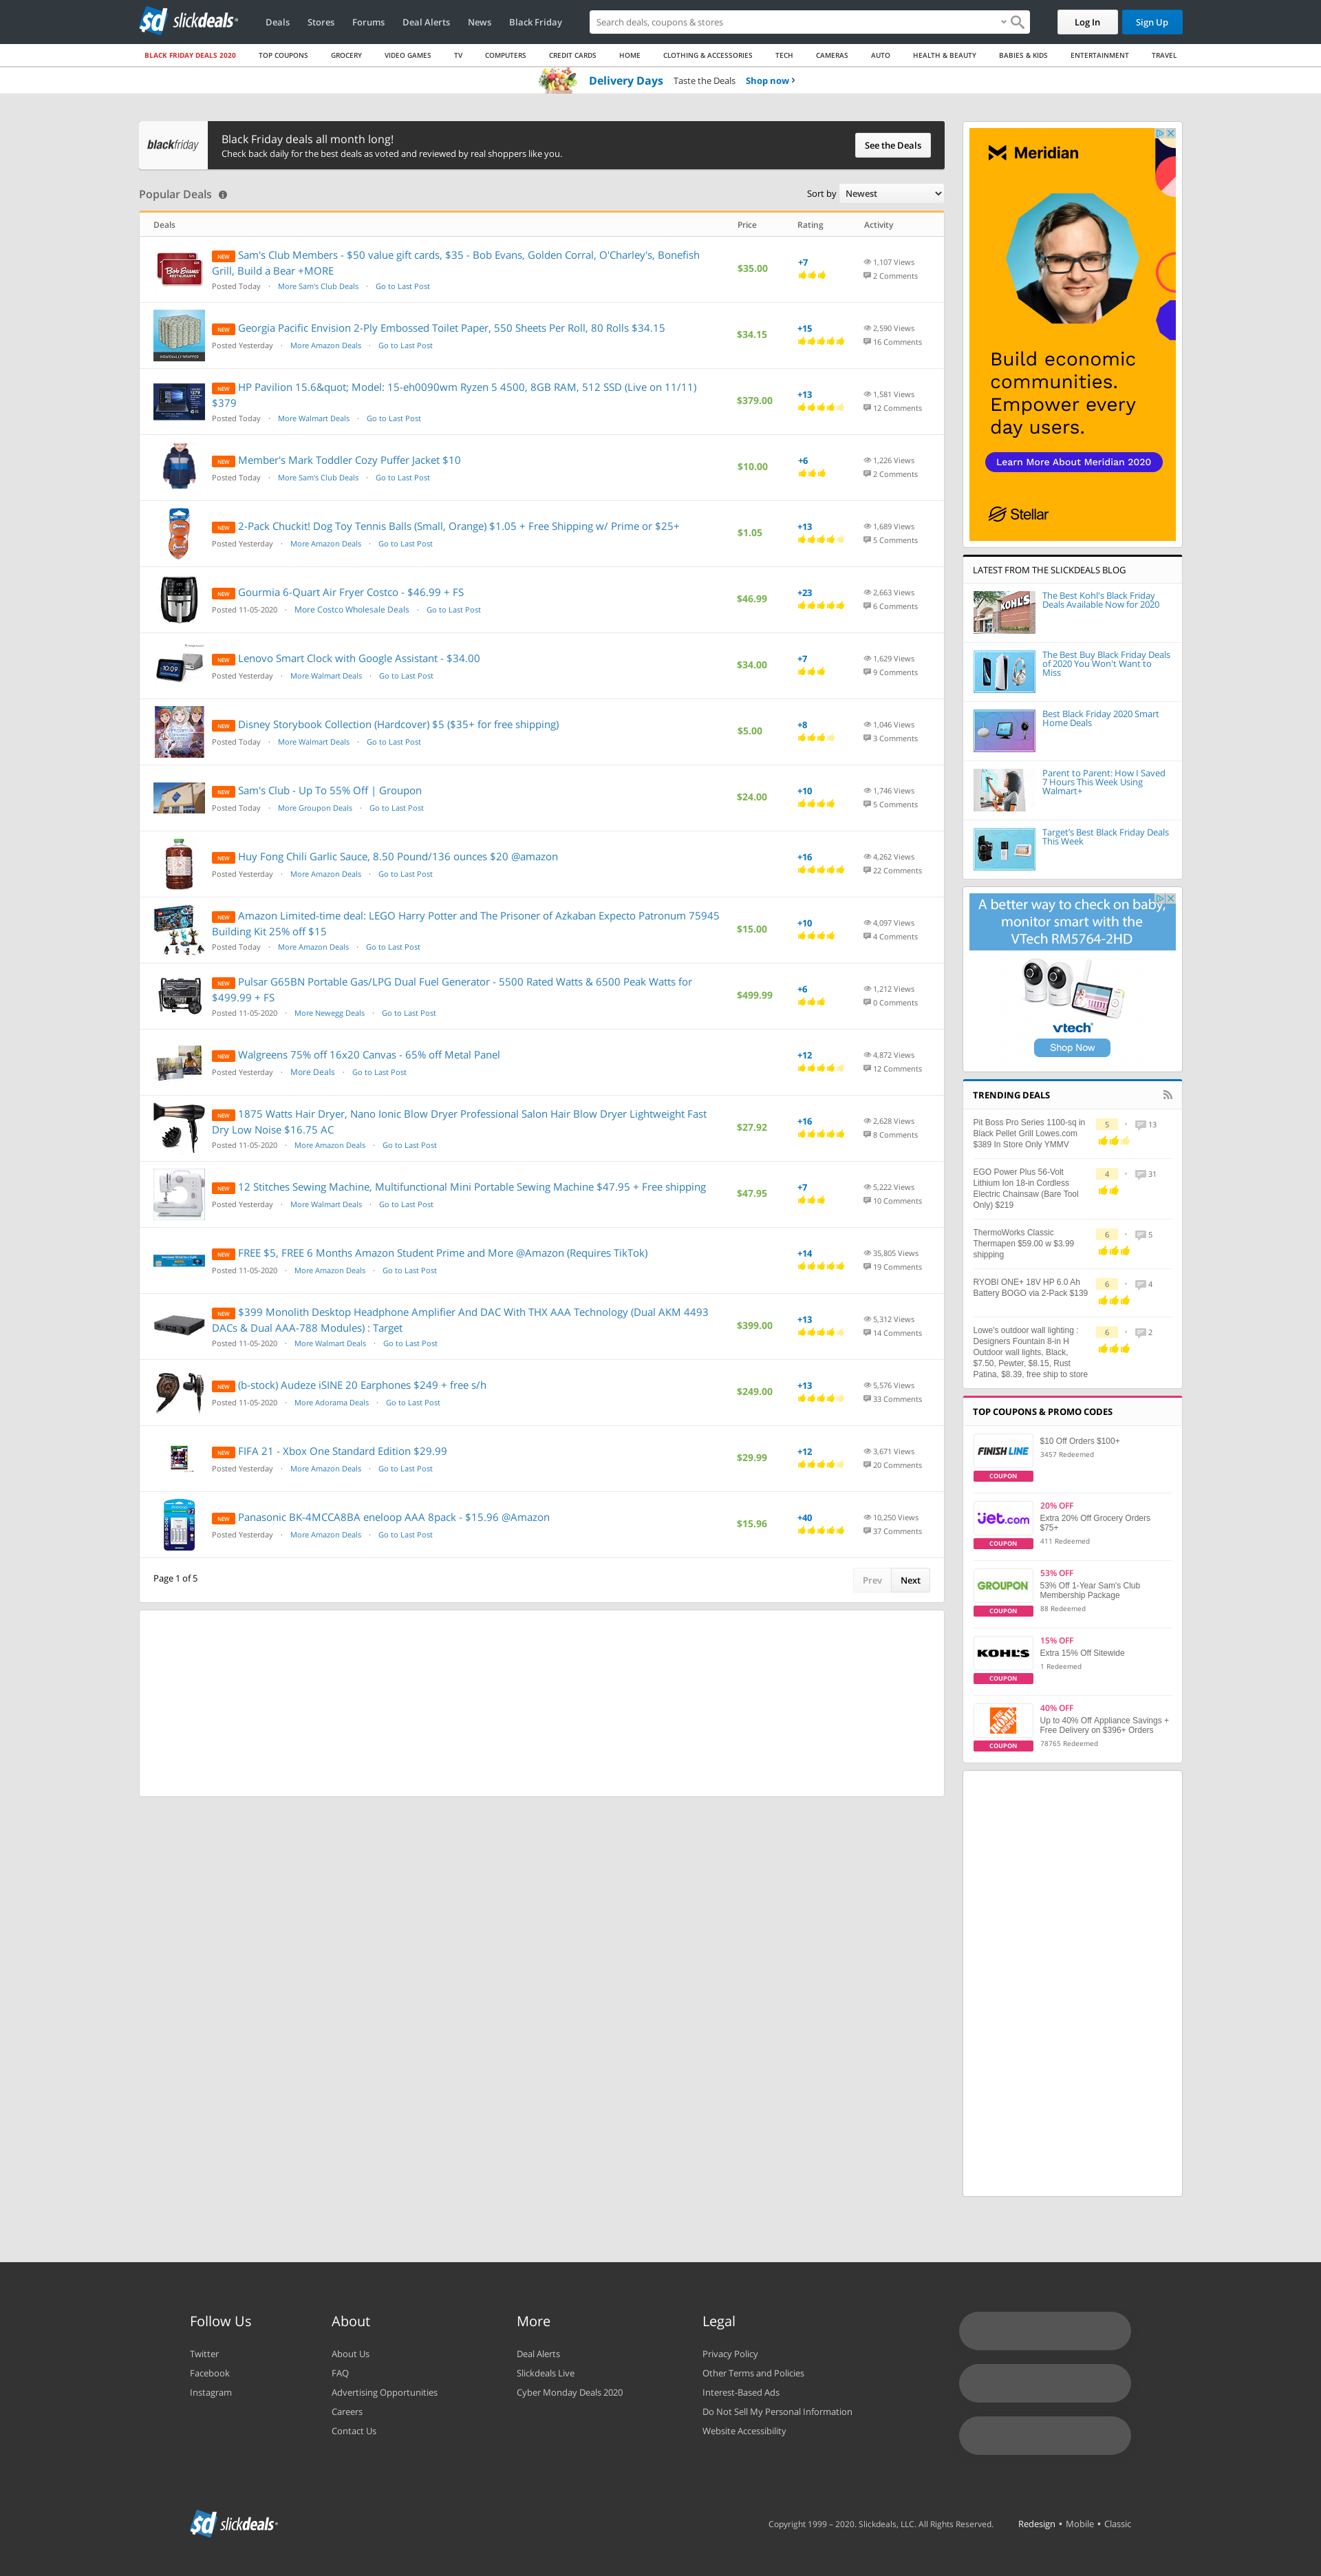 slickdeals
Deals Stores Forums Deal Alerts News Black Friday
Search deals, coupons & stores
Log In Sign Up
BLACK FRIDAY DEALS 2020 TOP COUPONS GROCERY VIDEO GAMES TV COMPUTERS CREDIT CARDS HOME CLOTHING & ACCESSORIES TECH CAMERAS AUTO HEALTH & BEAUTY BABIES & KIDS ENTERTAINMENT TRAVEL
Delivery Days Taste the Deals Shop now ›
blackfriday
Black Friday deals all month long!
Check back daily for the best deals as voted and reviewed by real shoppers like you.
See the Deals
Popular Deals
Sort by Newest
Deals Price Rating Activity
NEW Sam's Club Members - $50 value gift cards, $35 - Bob Evans, Golden Corral, O'Charley's, Bonefish
Grill, Build a Bear +MORE
Posted Today · More Sam's Club Deals · Go to Last Post
$35.00
+7
1,107 Views
2 Comments
NEW Georgia Pacific Envision 2-Ply Embossed Toilet Paper, 550 Sheets Per Roll, 80 Rolls $34.15
Posted Yesterday · More Amazon Deals · Go to Last Post
$34.15
+15
2,590 Views
16 Comments
NEW HP Pavilion 15.6&quot; Model: 15-eh0090wm Ryzen 5 4500, 8GB RAM, 512 SSD (Live on 11/11)
$379
Posted Today · More Walmart Deals · Go to Last Post
$379.00
+13
1,581 Views
12 Comments
NEW Member's Mark Toddler Cozy Puffer Jacket $10
Posted Today · More Sam's Club Deals · Go to Last Post
$10.00
+6
1,226 Views
2 Comments
NEW 2-Pack Chuckit! Dog Toy Tennis Balls (Small, Orange) $1.05 + Free Shipping w/ Prime or $25+
Posted Yesterday · More Amazon Deals · Go to Last Post
$1.05
+13
1,689 Views
5 Comments
NEW Gourmia 6-Quart Air Fryer Costco - $46.99 + FS
Posted 11-05-2020 · More Costco Wholesale Deals · Go to Last Post
$46.99
+23
2,663 Views
6 Comments
NEW Lenovo Smart Clock with Google Assistant - $34.00
Posted Yesterday · More Walmart Deals · Go to Last Post
$34.00
+7
1,629 Views
9 Comments
NEW Disney Storybook Collection (Hardcover) $5 ($35+ for free shipping)
Posted Today · More Walmart Deals · Go to Last Post
$5.00
+8
1,046 Views
3 Comments
NEW Sam's Club - Up To 55% Off | Groupon
Posted Today · More Groupon Deals · Go to Last Post
$24.00
+10
1,746 Views
5 Comments
NEW Huy Fong Chili Garlic Sauce, 8.50 Pound/136 ounces $20 @amazon
Posted Yesterday · More Amazon Deals · Go to Last Post
+16
4,262 Views
22 Comments
NEW Amazon Limited-time deal: LEGO Harry Potter and The Prisoner of Azkaban Expecto Patronum 75945
Building Kit 25% off $15
Posted Today · More Amazon Deals · Go to Last Post
$15.00
+10
4,097 Views
4 Comments
NEW Pulsar G65BN Portable Gas/LPG Dual Fuel Generator - 5500 Rated Watts & 6500 Peak Watts for
$499.99 + FS
Posted 11-05-2020 · More Newegg Deals · Go to Last Post
$499.99
+6
1,212 Views
0 Comments
NEW Walgreens 75% off 16x20 Canvas - 65% off Metal Panel
Posted Yesterday · More Deals · Go to Last Post
+12
4,872 Views
12 Comments
NEW 1875 Watts Hair Dryer, Nano Ionic Blow Dryer Professional Salon Hair Blow Dryer Lightweight Fast
Dry Low Noise $16.75 AC
Posted 11-05-2020 · More Amazon Deals · Go to Last Post
$27.92
+16
2,628 Views
8 Comments
NEW 12 Stitches Sewing Machine, Multifunctional Mini Portable Sewing Machine $47.95 + Free shipping
Posted Yesterday · More Walmart Deals · Go to Last Post
$47.95
+7
5,222 Views
10 Comments
NEW FREE $5, FREE 6 Months Amazon Student Prime and More @Amazon (Requires TikTok)
Posted 11-05-2020 · More Amazon Deals · Go to Last Post
+14
35,805 Views
19 Comments
NEW $399 Monolith Desktop Headphone Amplifier And DAC With THX AAA Technology (Dual AKM 4493
DACs & Dual AAA-788 Modules) : Target
Posted 11-05-2020 · More Walmart Deals · Go to Last Post
$399.00
+13
5,312 Views
14 Comments
NEW (b-stock) Audeze iSINE 20 Earphones $249 + free s/h
Posted 11-05-2020 · More Adorama Deals · Go to Last Post
$249.00
+13
5,576 Views
33 Comments
NEW FIFA 21 - Xbox One Standard Edition $29.99
Posted Yesterday · More Amazon Deals · Go to Last Post
$29.99
+12
3,671 Views
20 Comments
NEW Panasonic BK-4MCCA8BA eneloop AAA 8pack - $15.96 @Amazon
Posted Yesterday · More Amazon Deals · Go to Last Post
$15.96
+40
10,250 Views
37 Comments
Page 1 of 5
Prev Next
Meridian
Build economic
communities.
Empower every
day users.
Learn More About Meridian 2020
Stellar
LATEST FROM THE SLICKDEALS BLOG
The Best Kohl's Black Friday
Deals Available Now for 2020
The Best Buy Black Friday Deals
of 2020 You Won't Want to
Miss
Best Black Friday 2020 Smart
Home Deals
Parent to Parent: How I Saved
7 Hours This Week Using
Walmart+
Target's Best Black Friday Deals
This Week
A better way to check on baby,
monitor smart with the
VTech RM5764-2HD
vtech
Shop Now
TRENDING DEALS
Pit Boss Pro Series 1100-sq in
Black Pellet Grill Lowes.com
$389 In Store Only YMMV
5 · 13
EGO Power Plus 56-Volt
Lithium Ion 18-in Cordless
Electric Chainsaw (Bare Tool
Only) $219
4 · 31
ThermoWorks Classic
Thermapen $59.00 w $3.99
shipping
6 · 5
RYOBI ONE+ 18V HP 6.0 Ah
Battery BOGO via 2-Pack $139
6 · 4
Lowe's outdoor wall lighting :
Designers Fountain 8-in H
Outdoor wall lights, Black,
$7.50, Pewter, $8.15, Rust
Patina, $8.39, free ship to store
6 · 2
TOP COUPONS & PROMO CODES
FINISH LINE
COUPON
$10 Off Orders $100+
3457 Redeemed
jet.com
COUPON
20% OFF
Extra 20% Off Grocery Orders
$75+
411 Redeemed
GROUPON
COUPON
53% OFF
53% Off 1-Year Sam's Club
Membership Package
88 Redeemed
KOHL'S
COUPON
15% OFF
Extra 15% Off Sitewide
1 Redeemed
COUPON
40% OFF
Up to 40% Off Appliance Savings +
Free Delivery on $396+ Orders
78765 Redeemed
Follow Us
Twitter
Facebook
Instagram
About
About Us
FAQ
Advertising Opportunities
Careers
Contact Us
More
Deal Alerts
Slickdeals Live
Cyber Monday Deals 2020
Legal
Privacy Policy
Other Terms and Policies
Interest-Based Ads
Do Not Sell My Personal Information
Website Accessibility
slickdeals
Copyright 1999 – 2020. Slickdeals, LLC. All Rights Reserved.
Redesign • Mobile • Classic